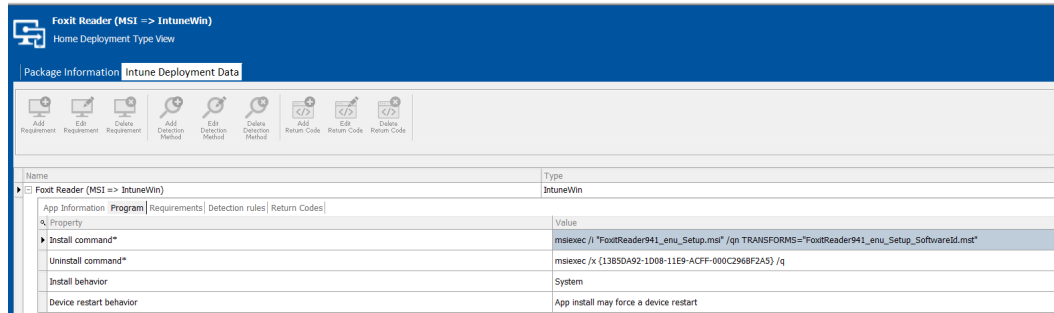 Foxit Reader (MSI => IntuneWin)
Home Deployment Type View
Package Information Intune Deployment Data
Add Requirement Edit Requirement Delete Requirement Add Detection Method Edit Detection Method Delete Detection Method Add Return Code Edit Return Code Delete Return Code
Name Type
Foxit Reader (MSI => IntuneWin) IntuneWin
App Information Program Requirements Detection rules Return Codes
Property Value
Install command* msiexec /i "FoxitReader941_enu_Setup.msi" /qn TRANSFORMS="FoxitReader941_enu_Setup_SoftwareId.mst"
Uninstall command* msiexec /x {13B5DA92-1D08-11E9-ACFF-000C296BF2A5} /q
Install behavior System
Device restart behavior App install may force a device restart